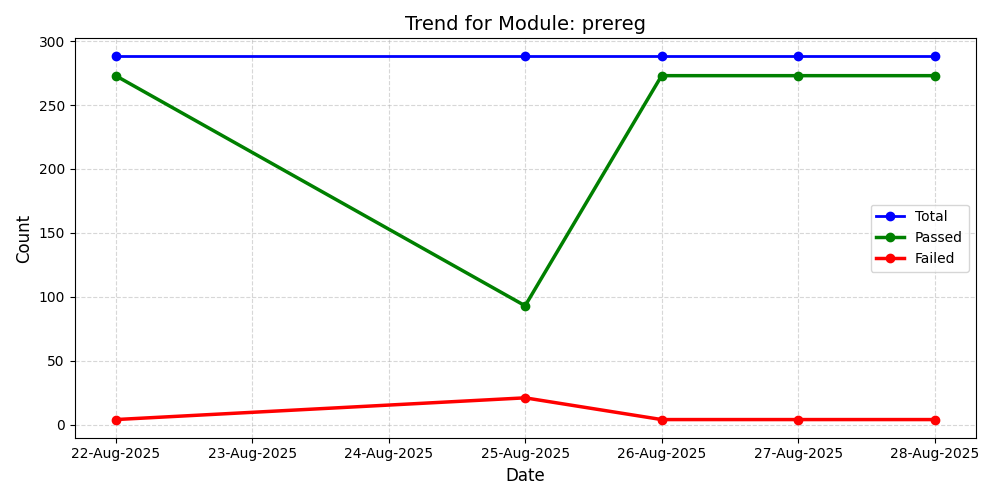 Trend for Module: prereg
300
250
200
150
100
50
0
Count
Total
Passed
Failed
22-Aug-2025 23-Aug-2025 24-Aug-2025 25-Aug-2025 26-Aug-2025 27-Aug-2025 28-Aug-2025
Date